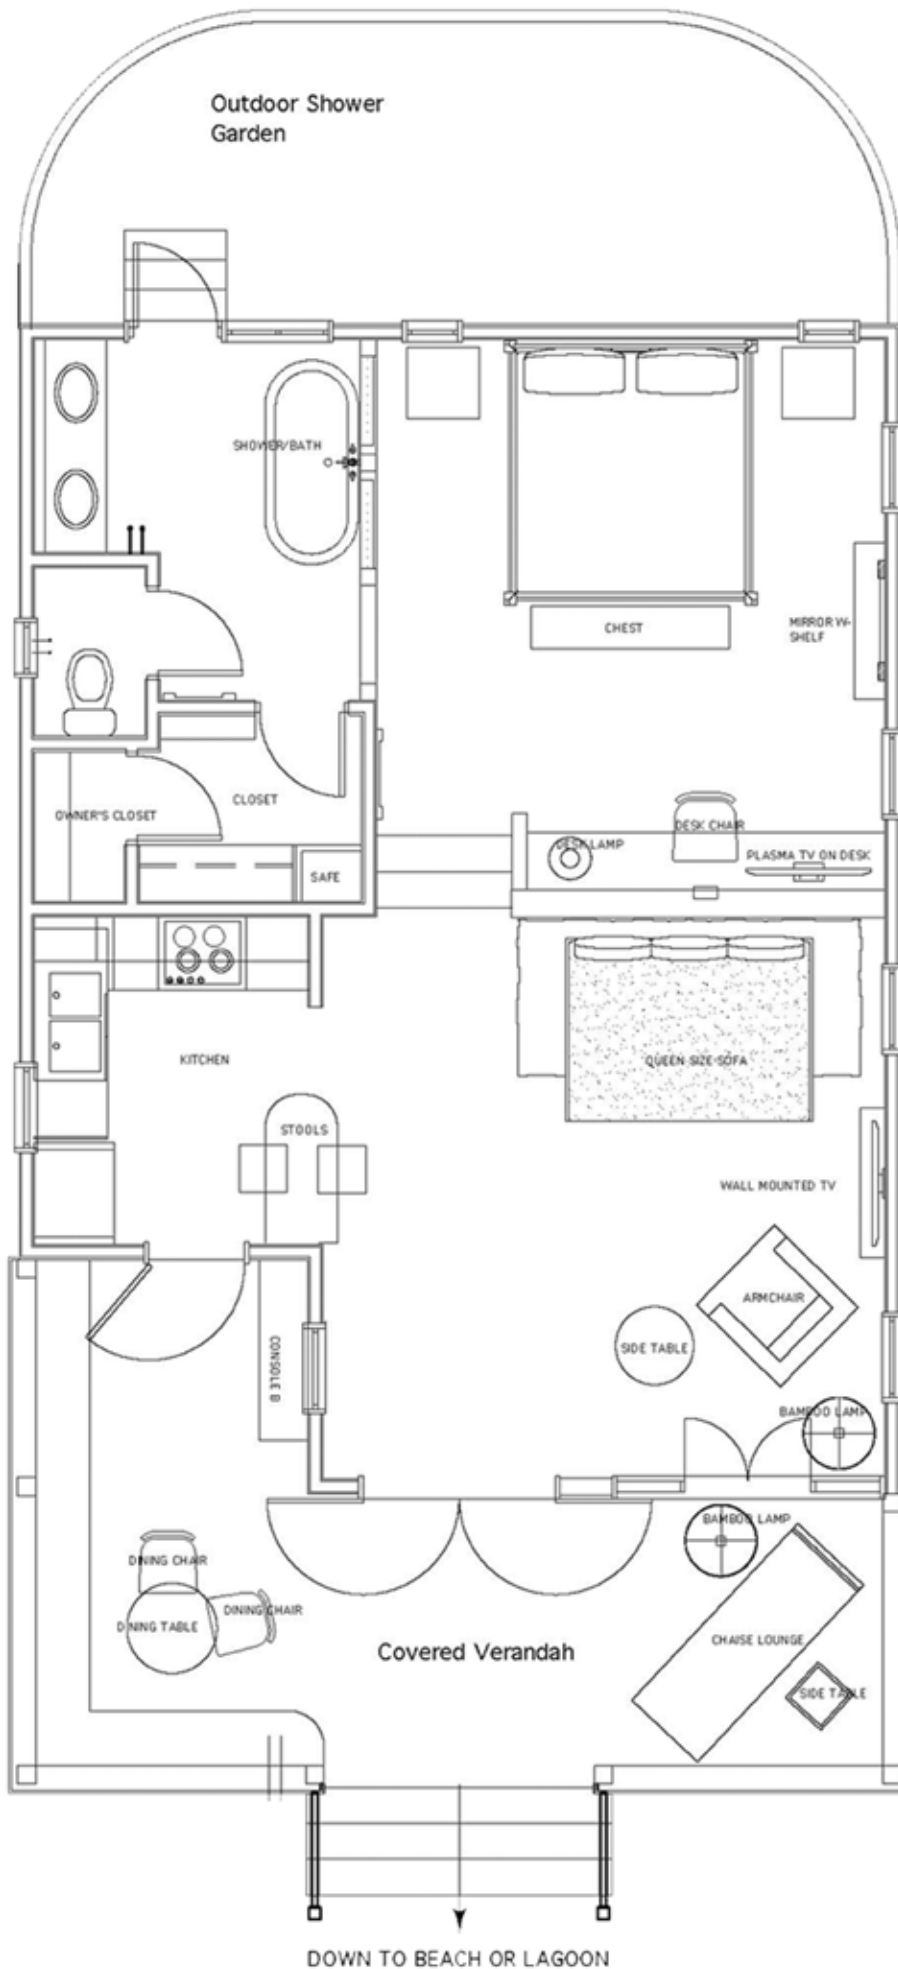 Outdoor Shower
Garden
SHOWER/BATH
CHEST
MIRROR W-
SHELF
OWNER'S CLOSET
CLOSET
SAFE
DESK LAMP
DESK CHAIR
PLASMA TV ON DESK
KITCHEN
QUEEN SIZE SOFA
STOOLS
WALL MOUNTED TV
ARMCHAIR
SIDE TABLE
CONSOLE B
BAMBOO LAMP
BAMBOO LAMP
DINING CHAIR
DINING CHAIR
DINING TABLE
Covered Verandah
CHAISE LOUNGE
SIDE TABLE
DOWN TO BEACH OR LAGOON